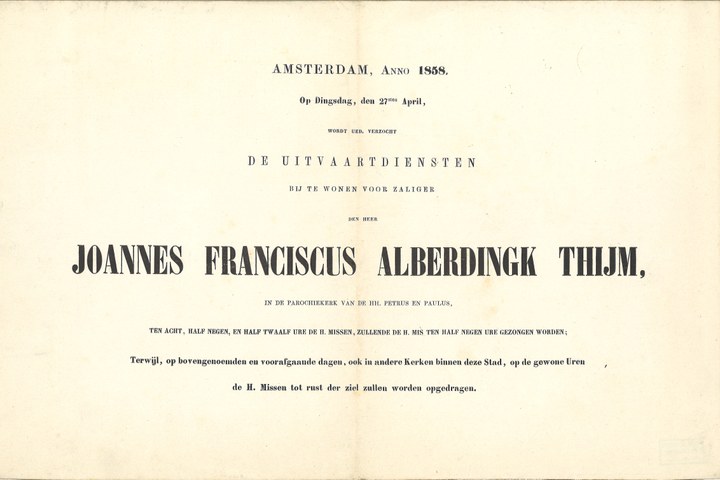 AMSTERDAM, ANNO 1858.
Op Dingsdag, den 27sten April,
WORDT UED. VERZOCHT
DE UITVAARTDIENSTEN
BIJ TE WONEN VOOR ZALIGER
DEN HEER
JOANNES FRANCISCUS ALBERDINGK THIJM,
IN DE PAROCHIEKERK VAN DE HH. PETRUS EN PAULUS,
TEN ACHT, HALF NEGEN, EN HALF TWAALF URE DE H. MISSEN, ZULLENDE DE H. MIS TEN HALF NEGEN URE GEZONGEN WORDEN;
Terwijl, op bovengenoemden en voorafgaande dagen, ook in andere Kerken binnen deze Stad, op de gewone Uren
de H. Missen tot rust der ziel zullen worden opgedragen.